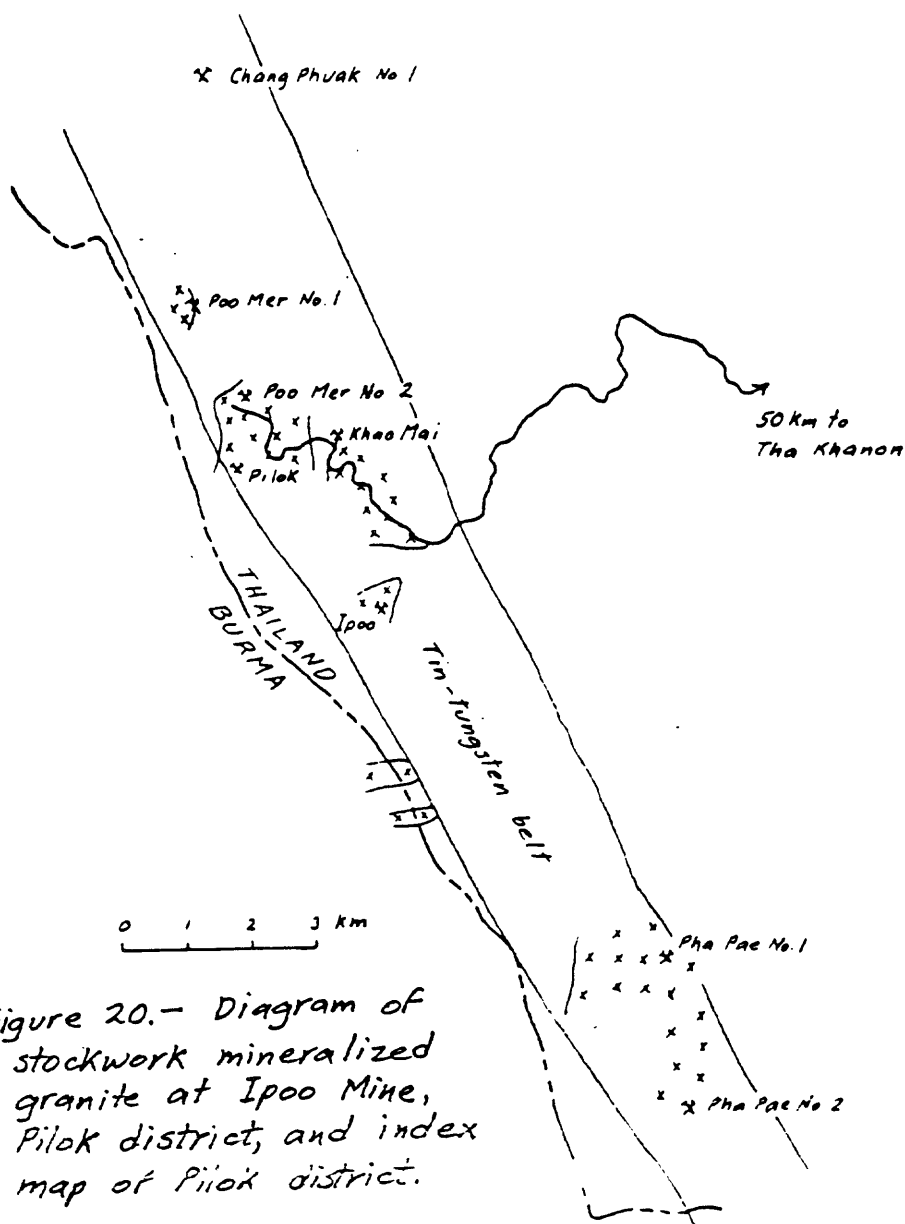 Chang Phuak No 1
Poo Mer No. 1
Poo Mer No 2
Khao Mai
Pilok
50 km to
Tha Khanon
Ipoo
THAILAND
BURMA
Tin-tungsten belt
0 1 2 3 km
Pha Pae No. 1
Pha Pae No 2
igure 20.- Diagram of
stockwork mineralized
granite at Ipoo Mine,
Pilok district, and index
map of Pilok district.